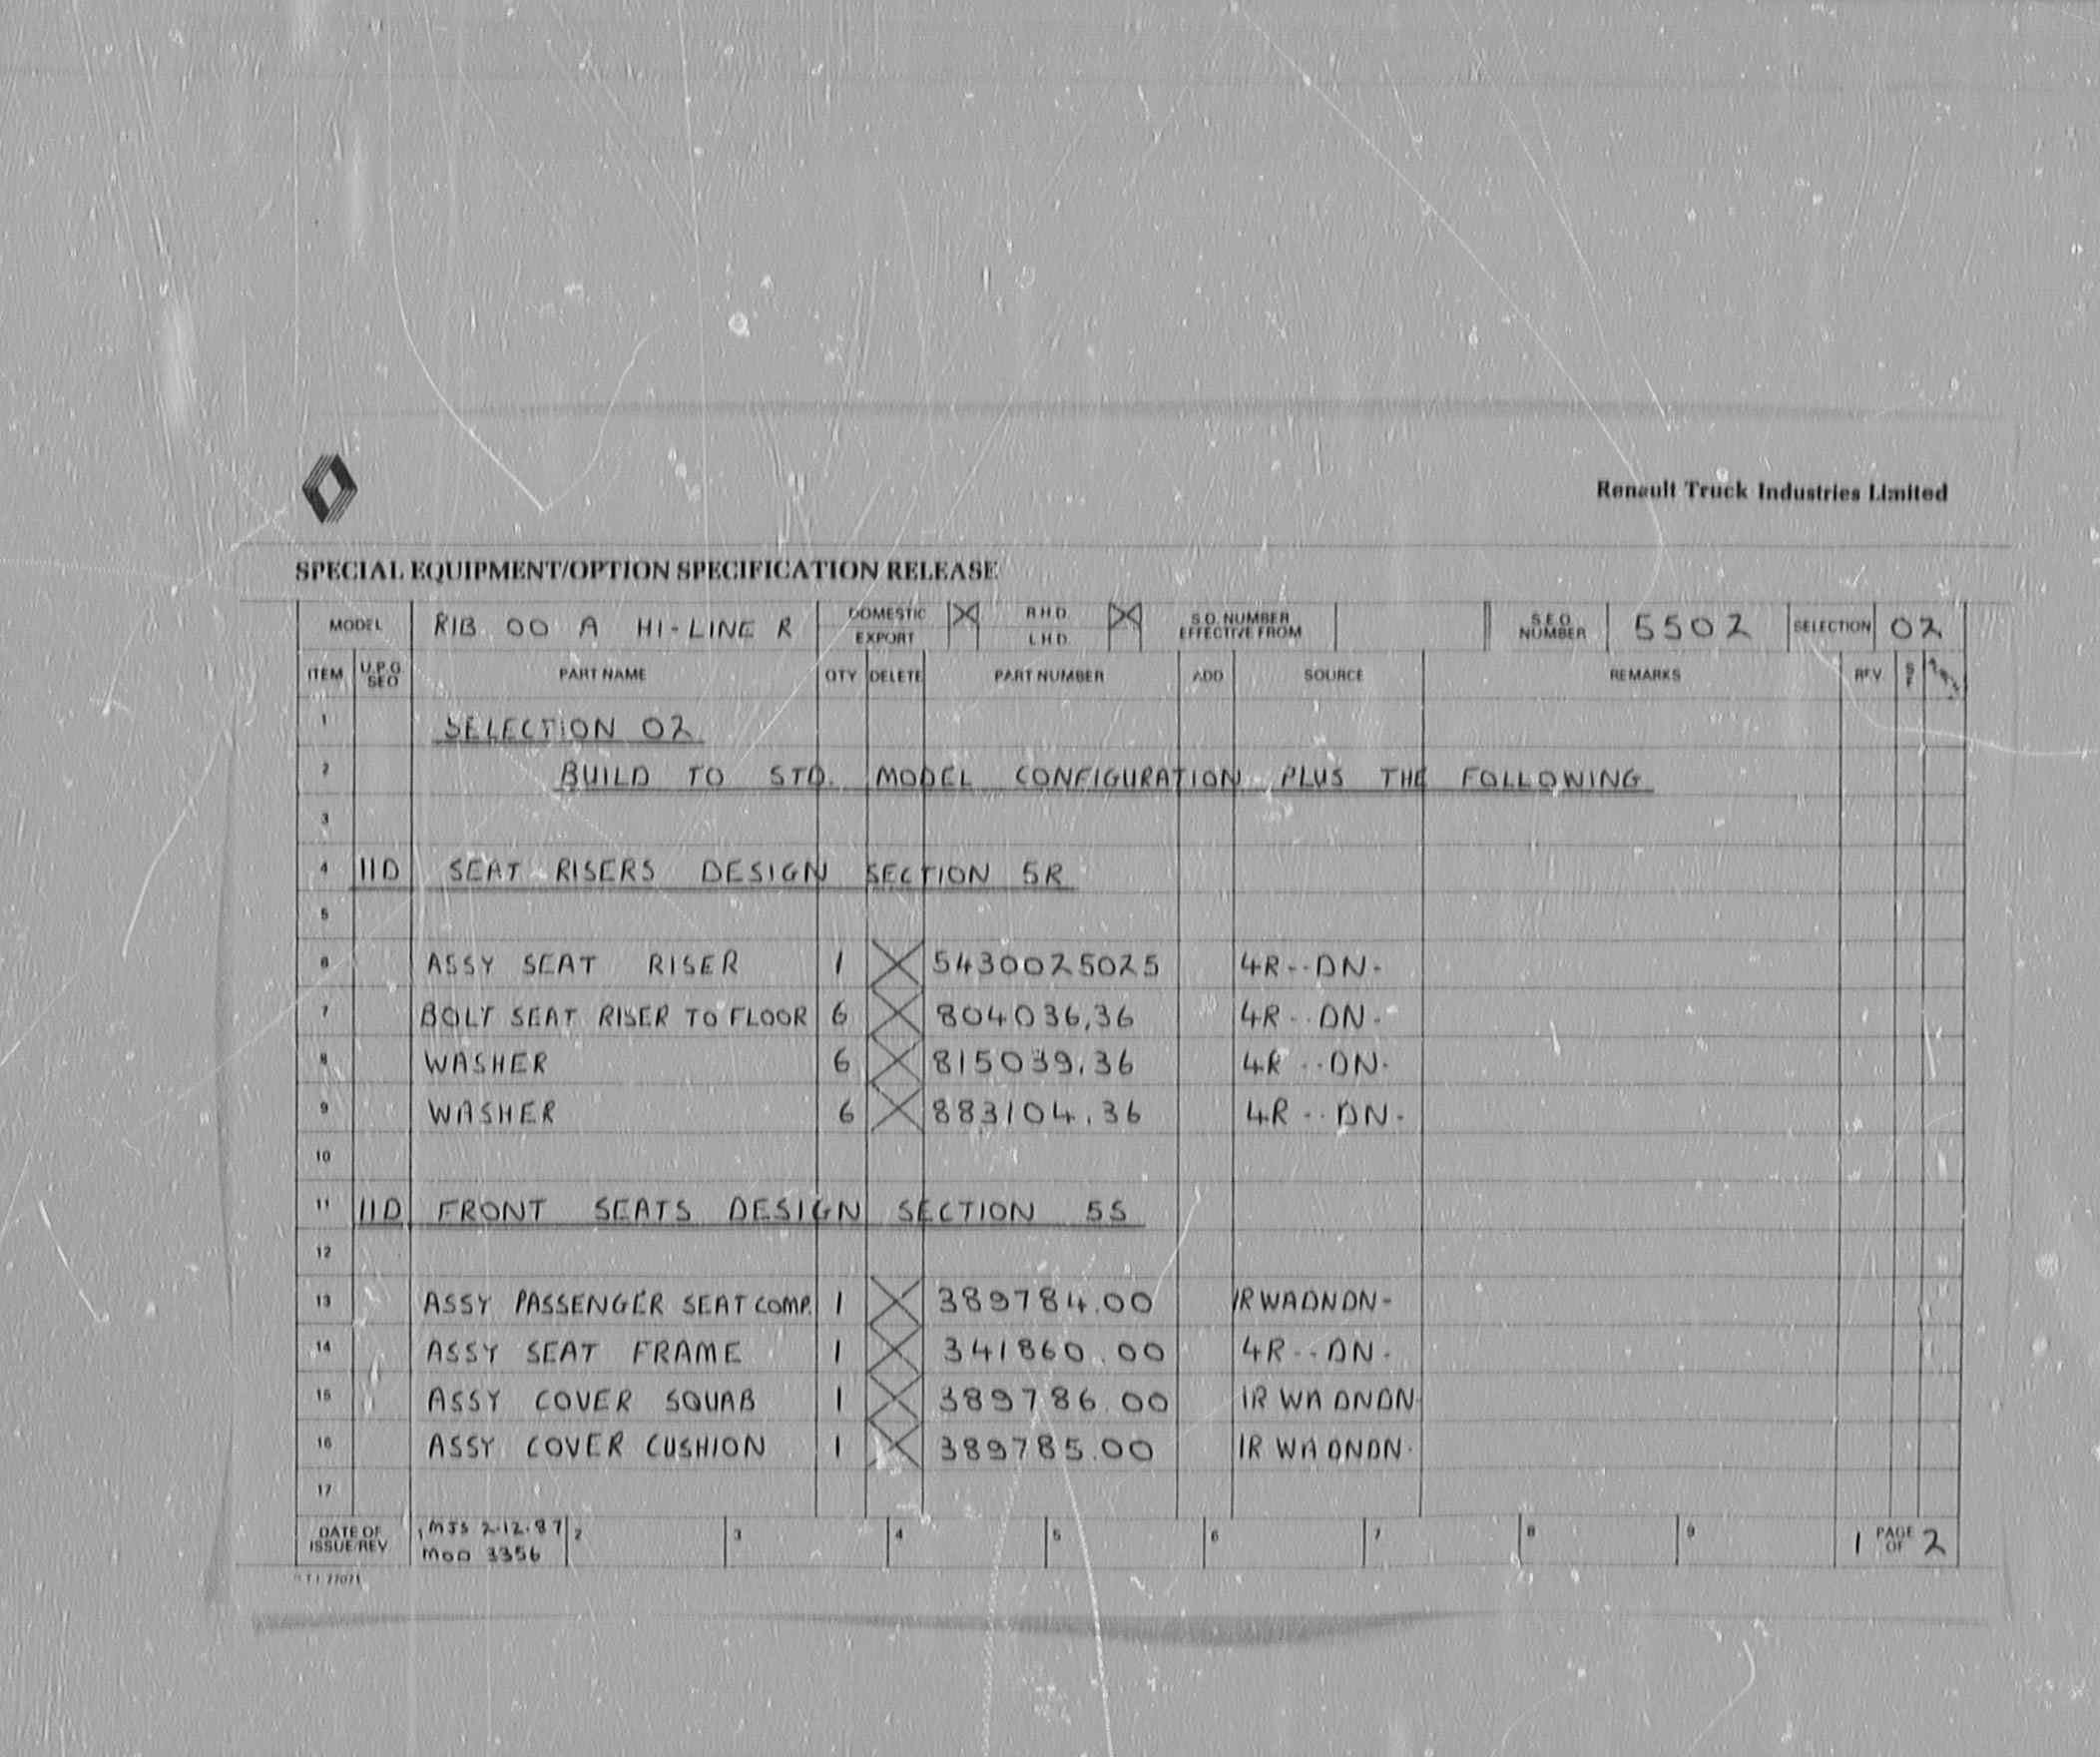 Renault Truck Industries Limited
SPECIAL EQUIPMENT/OPTION SPECIFICATION RELEASE
MODEL R1B 00 A HI-LINE R DOMESTIC X R.H.D. X S.O. NUMBER EFFECTIVE FROM S.E.O. NUMBER 5502 SELECTION 02
EXPORT L.H.D.
ITEM U.P.G. SEO PART NAME QTY DELETE PART NUMBER ADD SOURCE REMARKS REV
1 SELECTION 02
2 BUILD TO STD. MODEL CONFIGURATION PLUS THE FOLLOWING
3
4 11D SEAT RISERS DESIGN SECTION 5R
5
6 ASSY SEAT RISER 1 X 5430025025 4R--DN-
7 BOLT SEAT RISER TO FLOOR 6 X 804036.36 4R--DN-
8 WASHER 6 X 815039.36 4R--DN-
9 WASHER 6 X 883104.36 4R--DN-
10
11 11D FRONT SEATS DESIGN SECTION 5S
12
13 ASSY PASSENGER SEAT COMP. 1 X 389784.00 1RWADNDN-
14 ASSY SEAT FRAME 1 X 341860.00 4R--DN-
15 ASSY COVER SQUAB 1 X 389786.00 1RWADNDN-
16 ASSY COVER CUSHION 1 X 389785.00 1RWADNDN-
17
DATE OF ISSUE/REV 1 MJS 2.12.87 2 3 4 5 6 7 8 9 1 PAGE OF 2
MOD 3356
R.T.I. 77071